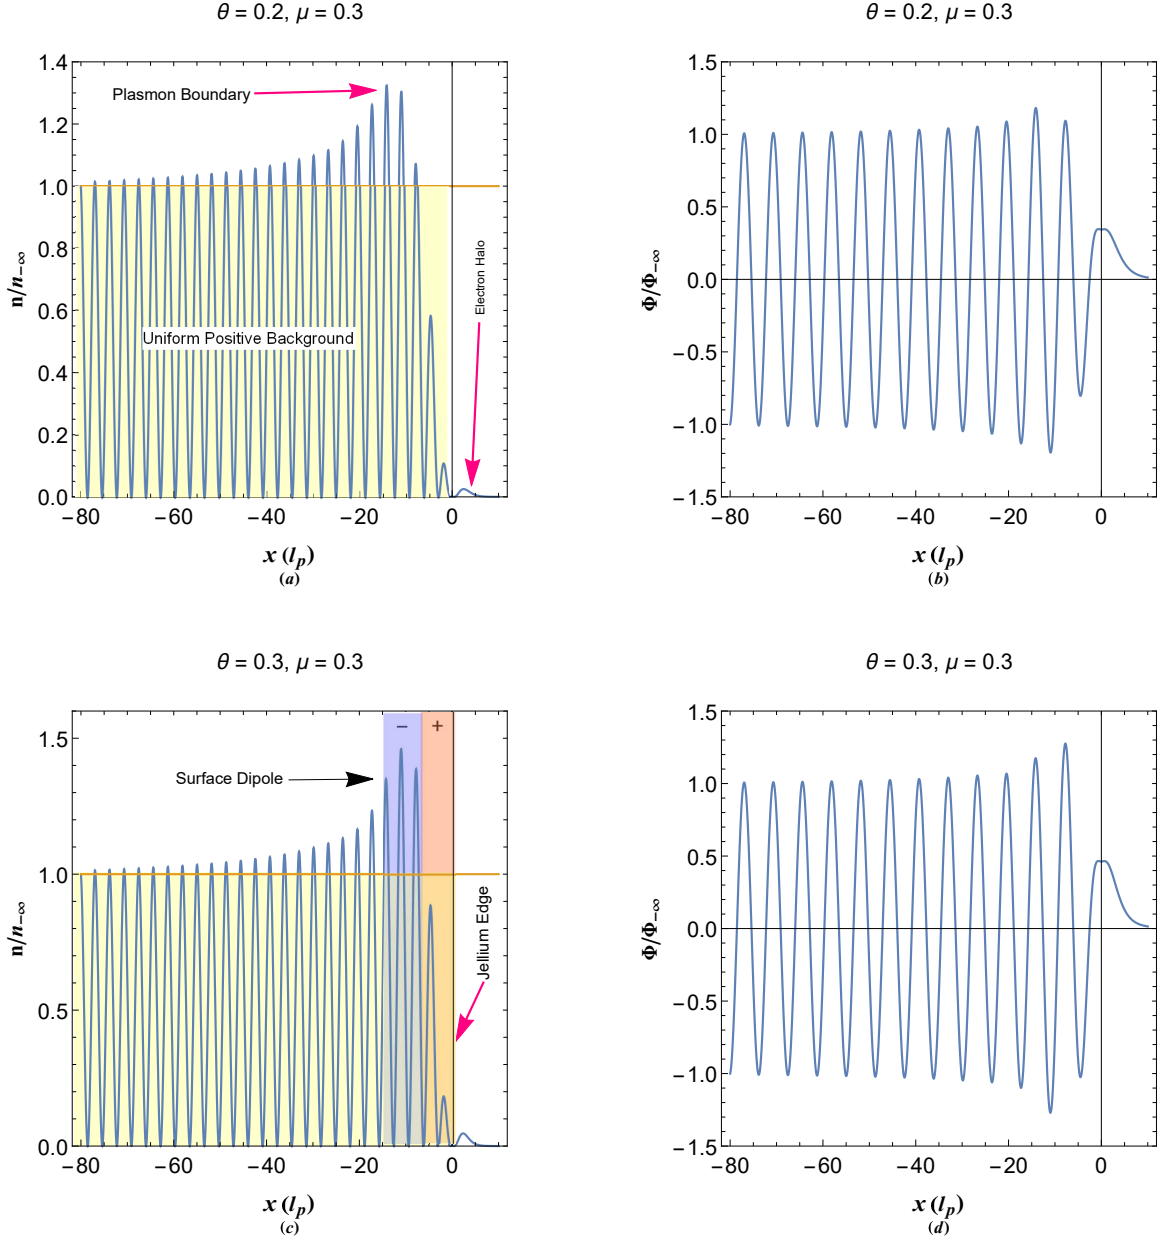 θ = 0.2, μ = 0.3
1.4
1.2
1.0
0.8
0.6
0.4
0.2
0.0
n/n−∞
Plasmon Boundary
Uniform Positive Background
Electron Halo
−80 −60 −40 −20 0
x (lp)
(a)
θ = 0.2, μ = 0.3
1.5
1.0
0.5
0.0
−0.5
−1.0
−1.5
Φ/Φ−∞
−80 −60 −40 −20 0
x (lp)
(b)
θ = 0.3, μ = 0.3
1.5
1.0
0.5
0.0
n/n−∞
− +
Surface Dipole
Jellium Edge
−80 −60 −40 −20 0
x (lp)
(c)
θ = 0.3, μ = 0.3
1.5
1.0
0.5
0.0
−0.5
−1.0
−1.5
Φ/Φ−∞
−80 −60 −40 −20 0
x (lp)
(d)